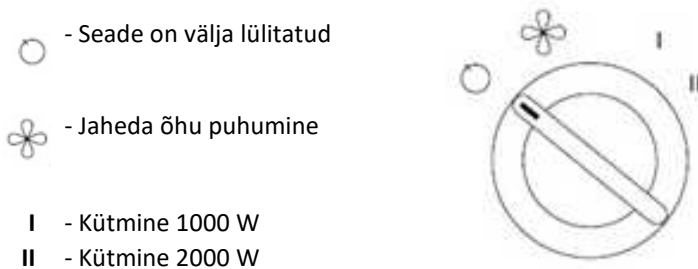 - Seade on välja lülitatud
- Jaheda õhu puhumine
I - Kütmine 1000 W
II - Kütmine 2000 W
I
II